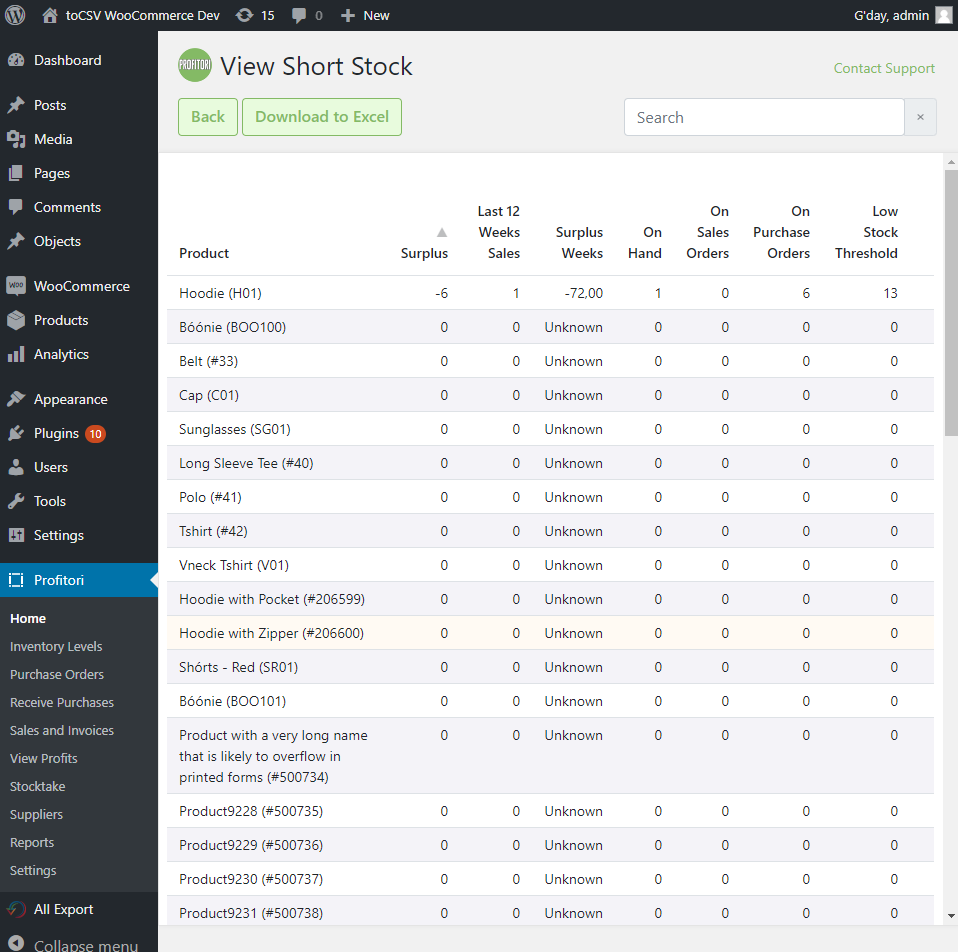 toCSV WooCommerce Dev 15 0 New G'day, admin
Dashboard
Posts
Media
Pages
Comments
Objects
WOO WooCommerce
Products
Analytics
Appearance
Plugins 10
Users
Tools
Settings
Profitori
Home
Inventory Levels
Purchase Orders
Receive Purchases
Sales and Invoices
View Profits
Stocktake
Suppliers
Reports
Settings
All Export
Collapse menu
PROFITORI View Short Stock
Contact Support
Back Download to Excel Search ×
Product Surplus Last 12 Weeks Sales Surplus Weeks On Hand On Sales Orders On Purchase Orders Low Stock Threshold
Hoodie (H01) -6 1 -72,00 1 0 6 13
Bóónie (BOO100) 0 0 Unknown 0 0 0 0
Belt (#33) 0 0 Unknown 0 0 0 0
Cap (C01) 0 0 Unknown 0 0 0 0
Sunglasses (SG01) 0 0 Unknown 0 0 0 0
Long Sleeve Tee (#40) 0 0 Unknown 0 0 0 0
Polo (#41) 0 0 Unknown 0 0 0 0
Tshirt (#42) 0 0 Unknown 0 0 0 0
Vneck Tshirt (V01) 0 0 Unknown 0 0 0 0
Hoodie with Pocket (#206599) 0 0 Unknown 0 0 0 0
Hoodie with Zipper (#206600) 0 0 Unknown 0 0 0 0
Shórts - Red (SR01) 0 0 Unknown 0 0 0 0
Bóónie (BOO101) 0 0 Unknown 0 0 0 0
Product with a very long name 0 0 Unknown 0 0 0 0
that is likely to overflow in
printed forms (#500734)
Product9228 (#500735) 0 0 Unknown 0 0 0 0
Product9229 (#500736) 0 0 Unknown 0 0 0 0
Product9230 (#500737) 0 0 Unknown 0 0 0 0
Product9231 (#500738) 0 0 Unknown 0 0 0 0